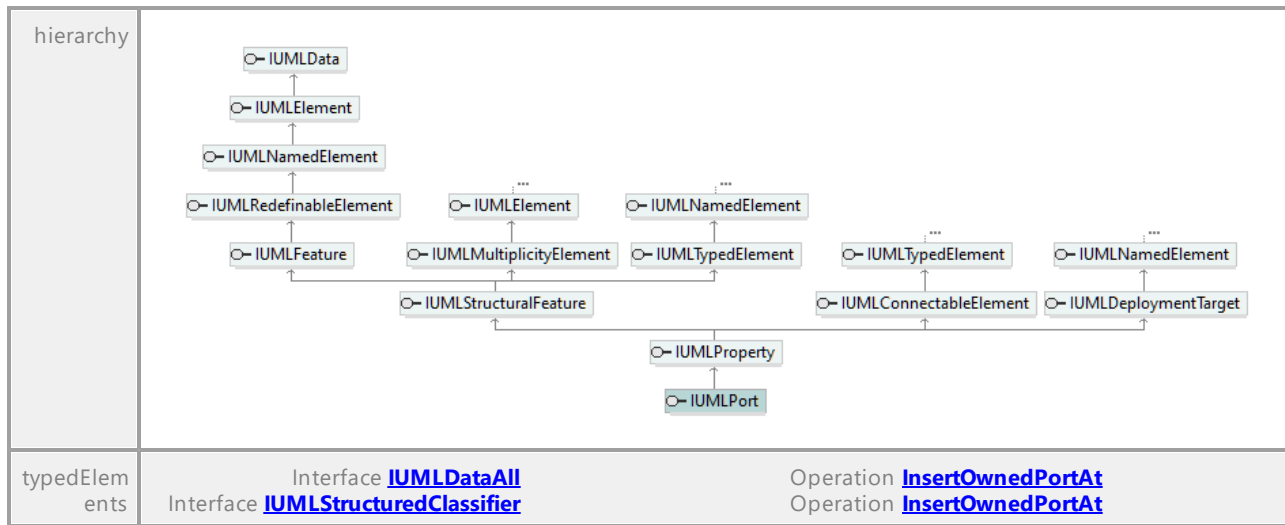 hierarchy
IUMLData
IUMLElement
IUMLNamedElement
... ...
IUMLRedefinableElement IUMLElement IUMLNamedElement
... ...
IUMLFeature IUMLMultiplicityElement IUMLTypedElement IUMLTypedElement IUMLNamedElement
IUMLStructuralFeature IUMLConnectableElement IUMLDeploymentTarget
IUMLProperty
IUMLPort
typedElem
ents
Interface IUMLDataAll Operation InsertOwnedPortAt
Interface IUMLStructuredClassifier Operation InsertOwnedPortAt